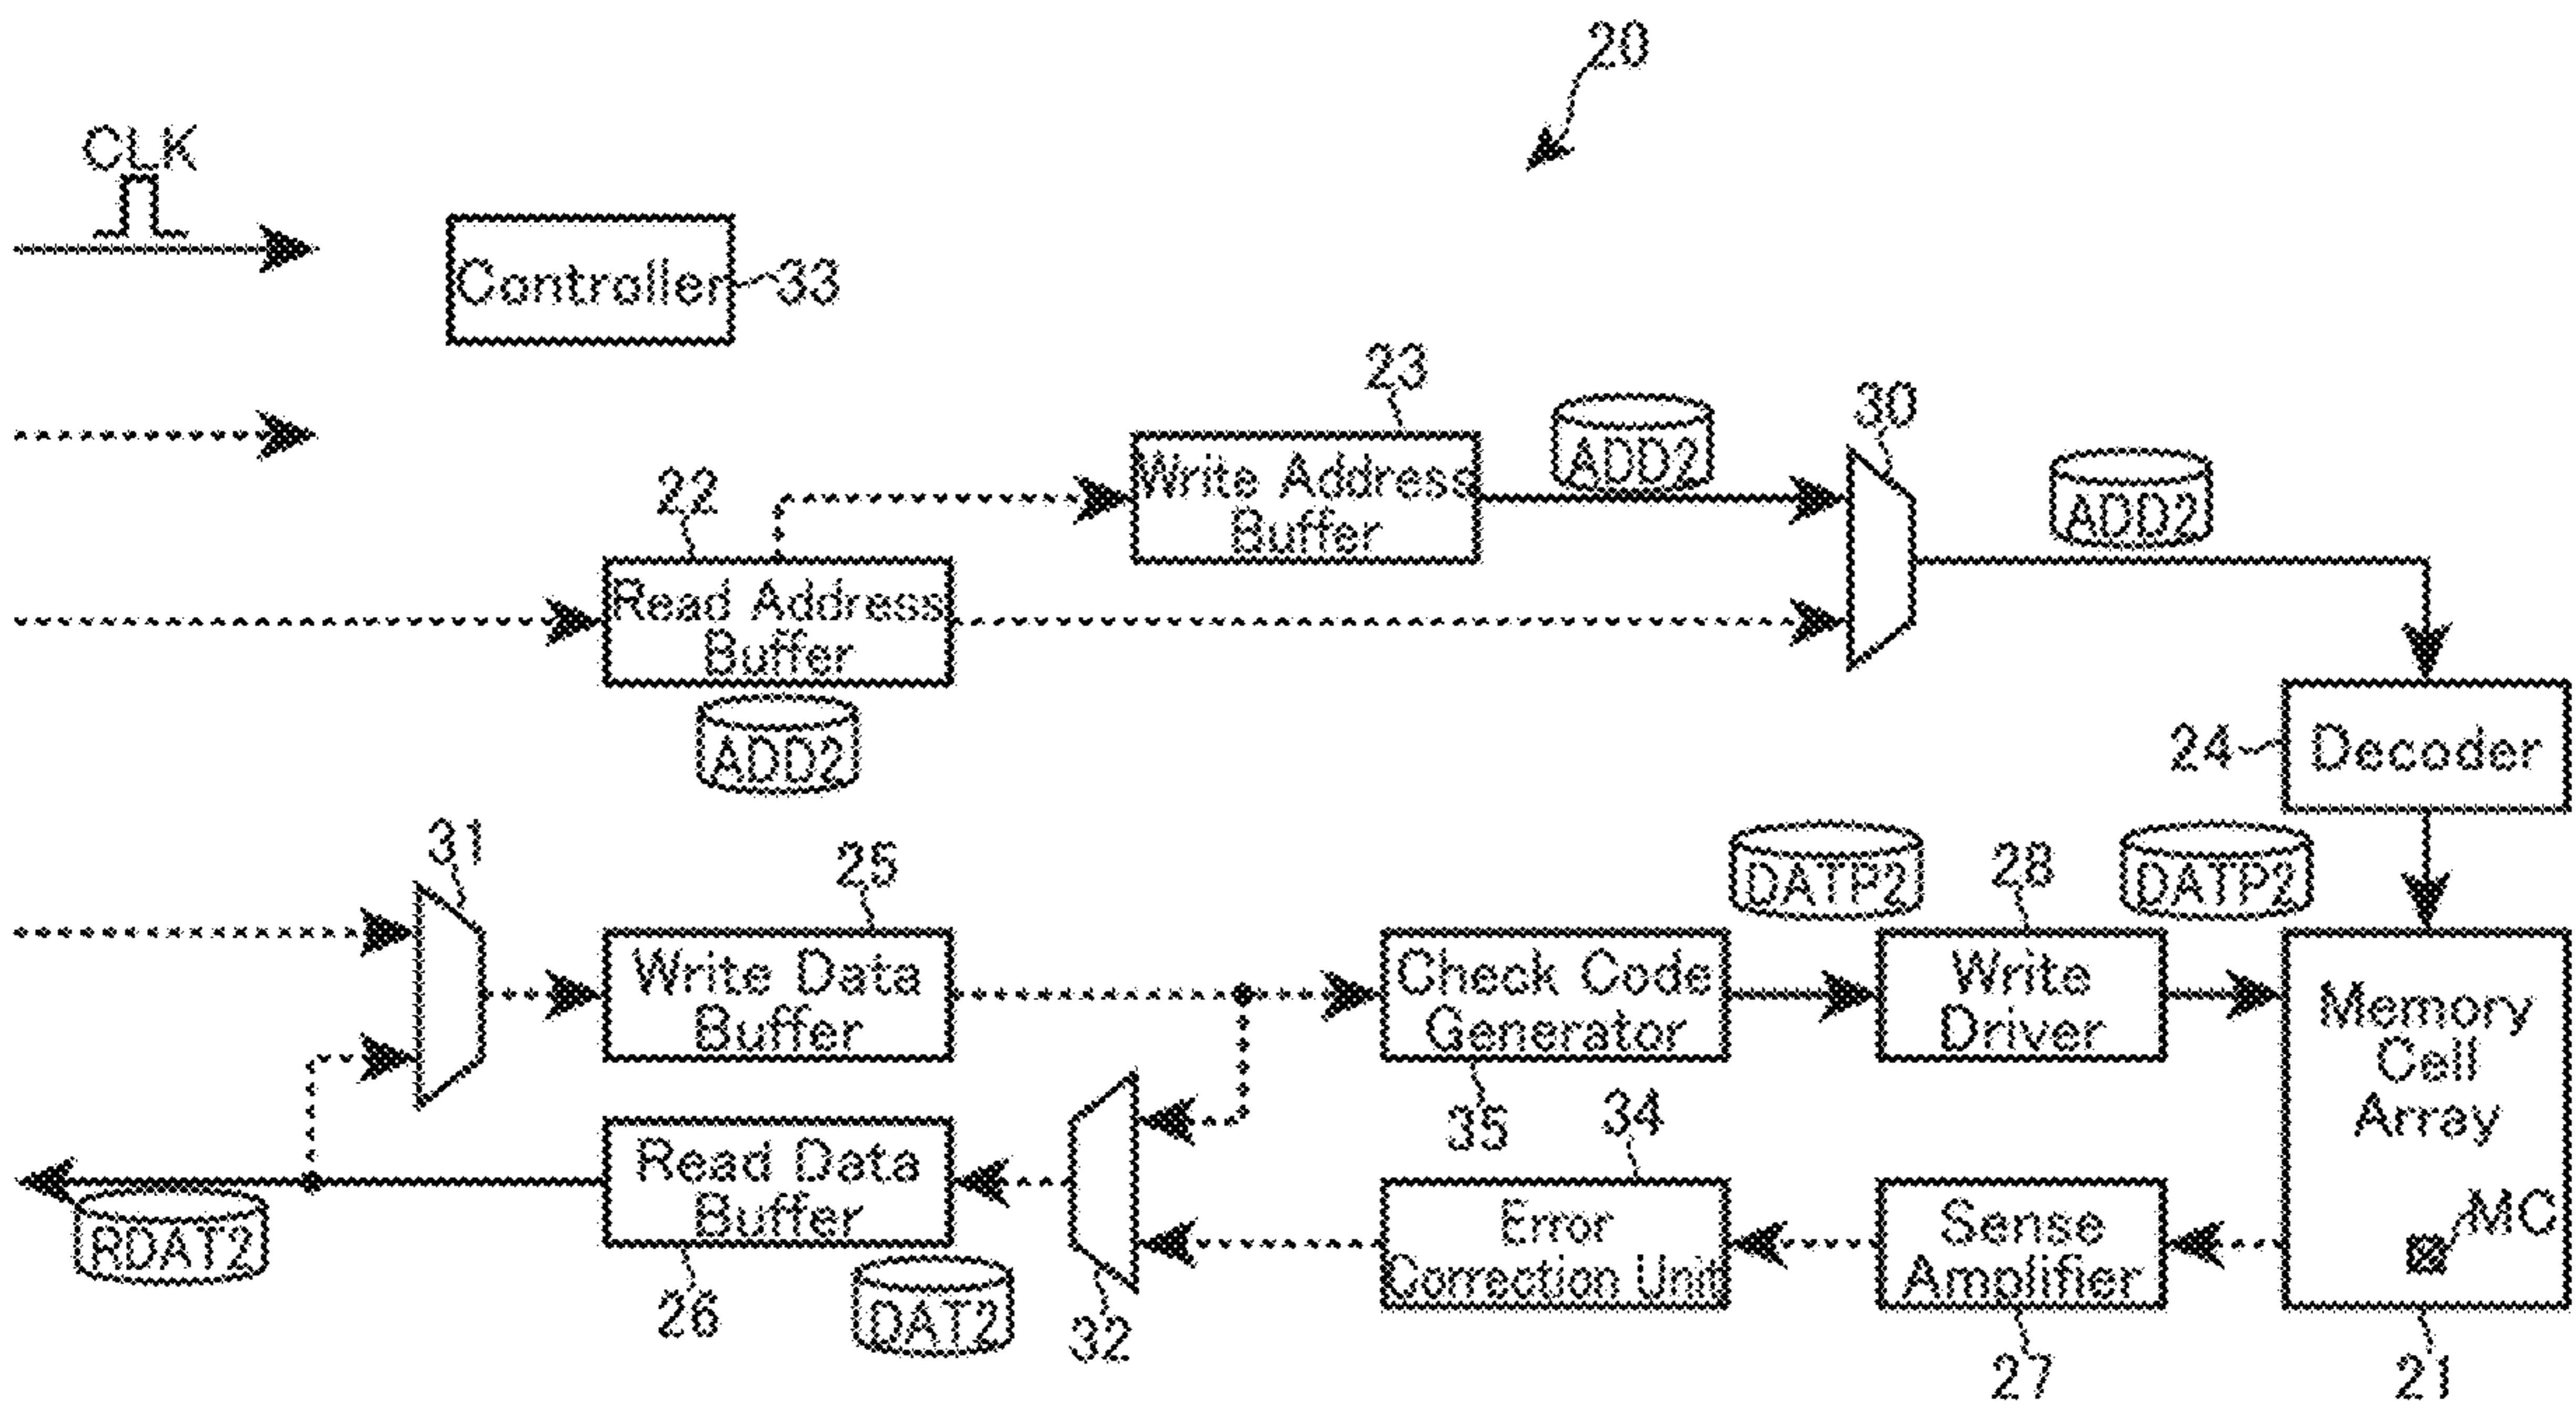 20
CLK
Controller
33
23
ADD2
30
ADD2
22
Write Address
Buffer
Read Address
Buffer
ADD2
24
Decoder
31
25
DATP2
28
DATP2
Write Data
Buffer
Check Code
Generator
Write
Driver
Memory
Cell
Array
35
34
Read Data
Buffer
Error
Correction Unit
Sense
Amplifier
MC
RDAT2
26
DAT2
32
27
21